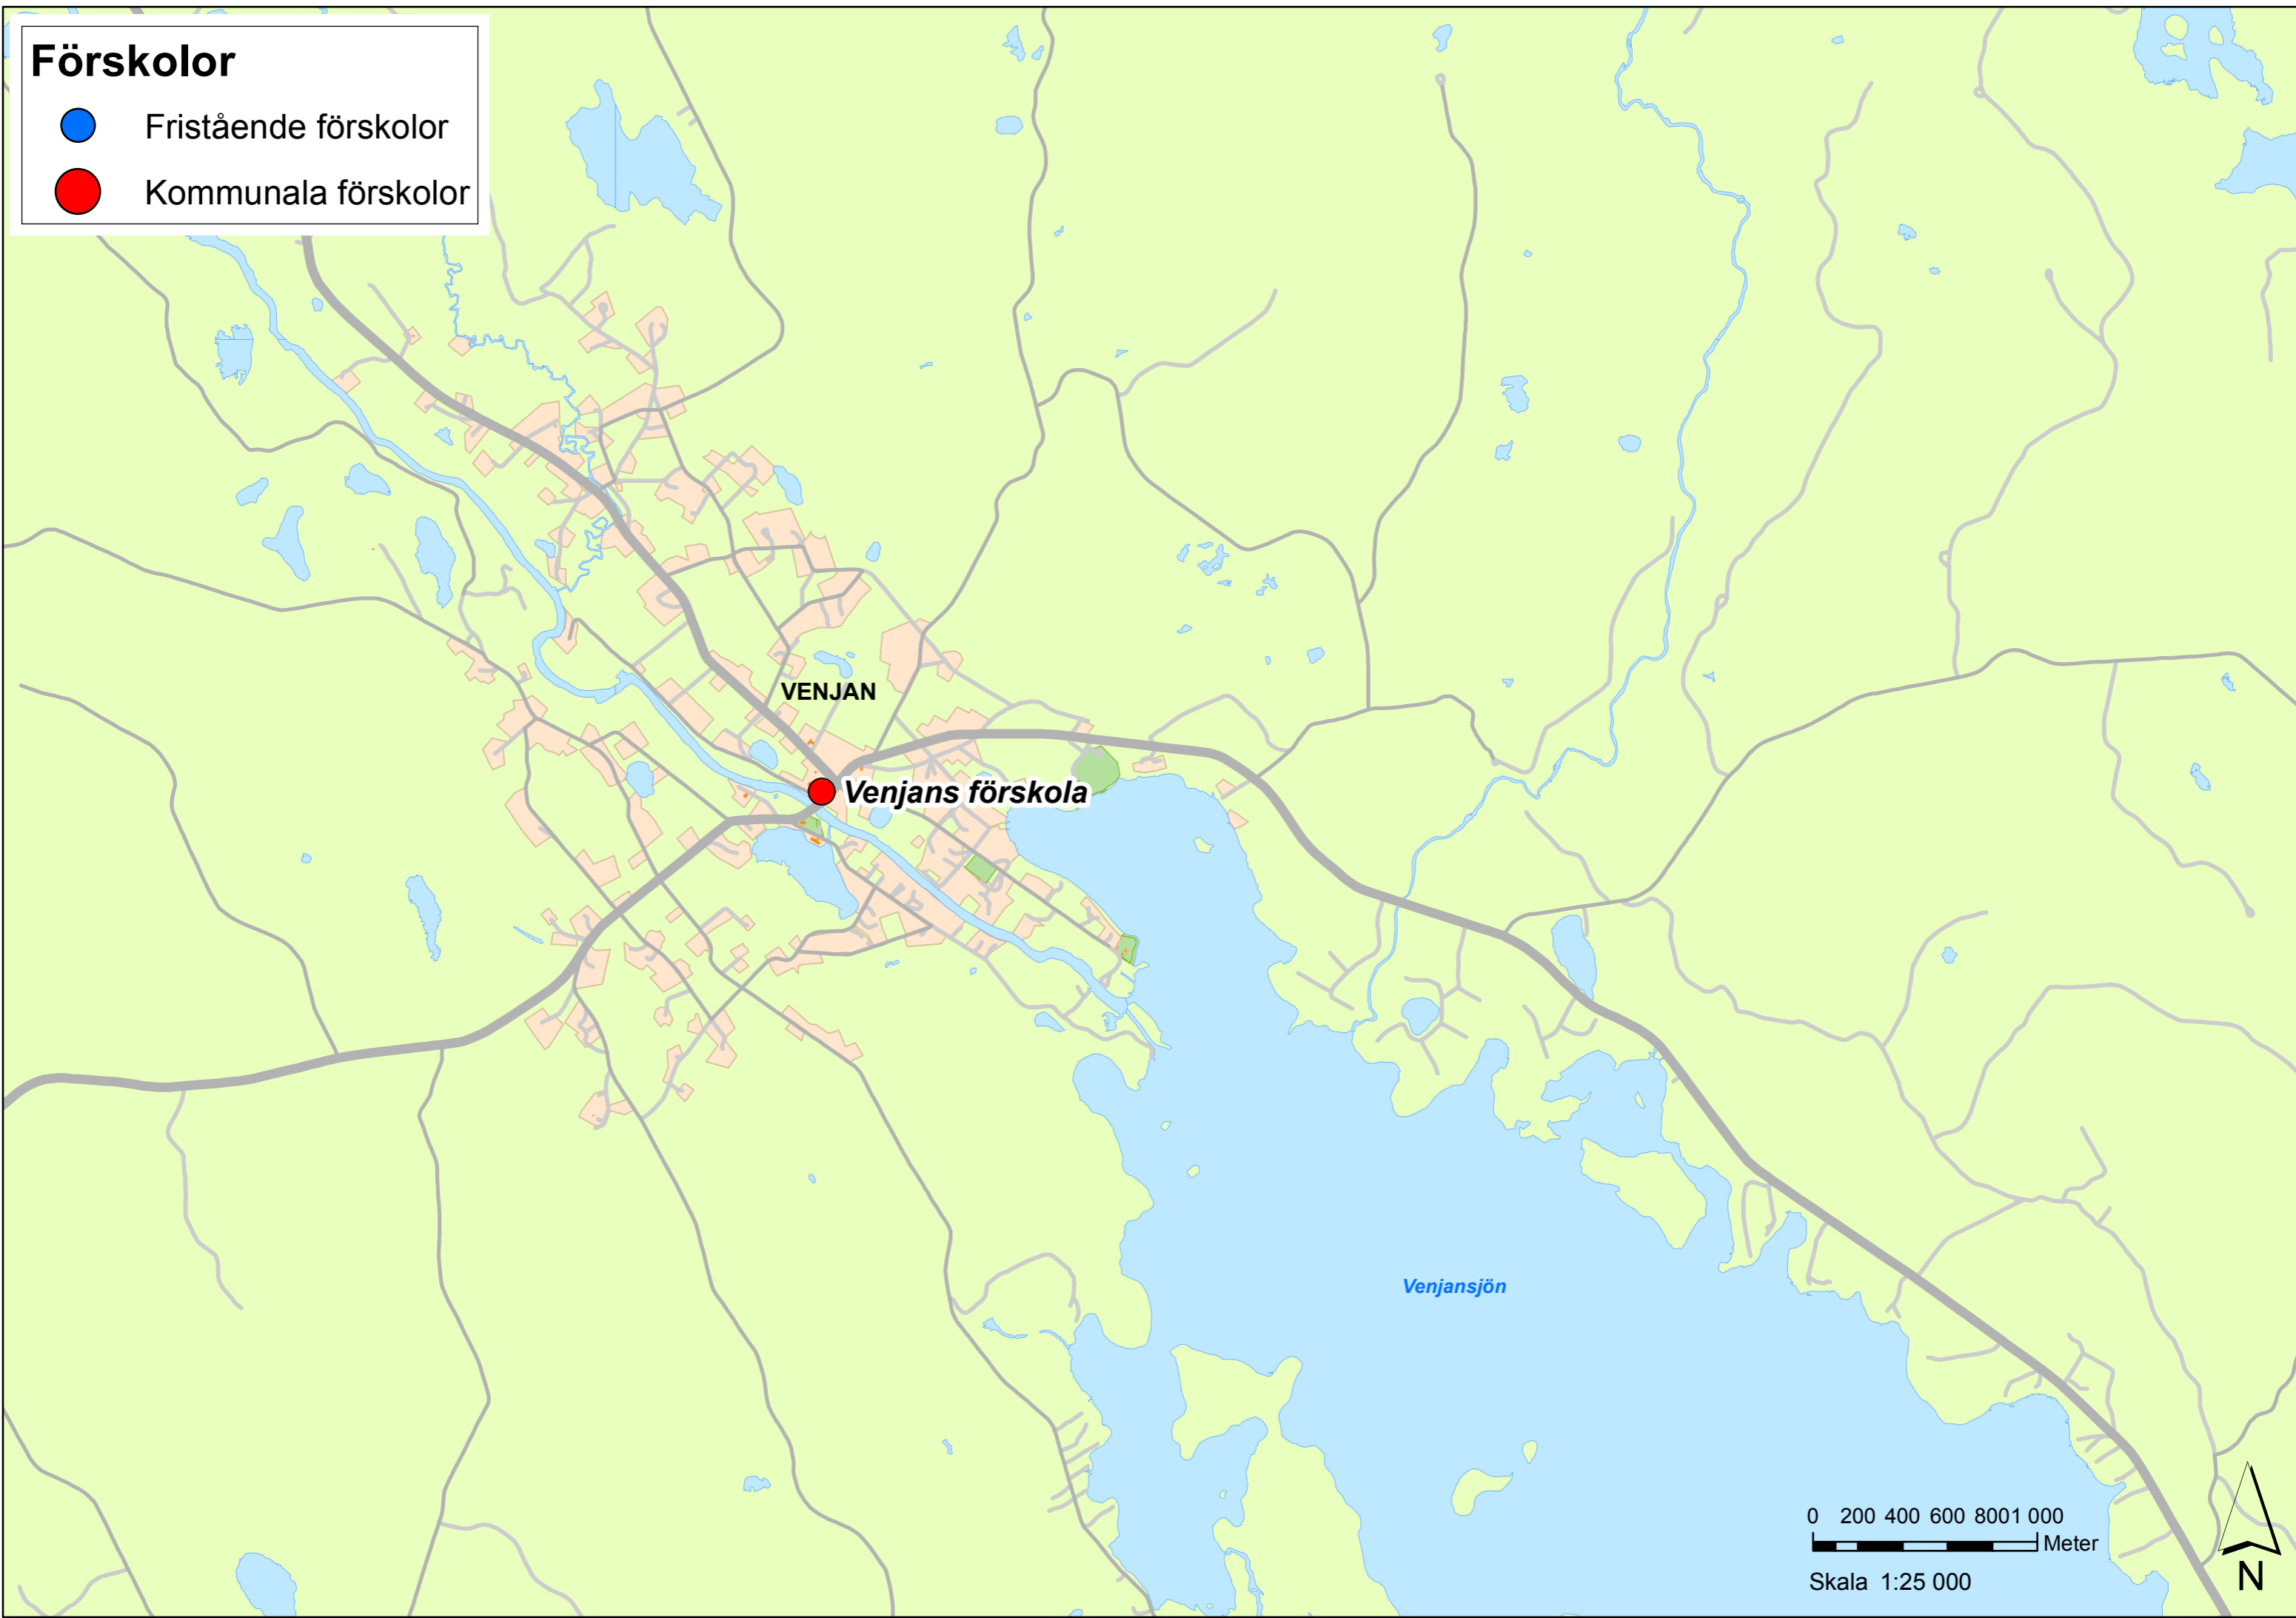 Förskolor
Fristående förskolor
Kommunala förskolor
VENJAN
Venjans förskola
Venjansjön
0 200 400 600 8001 000
Meter
Skala 1:25 000
N